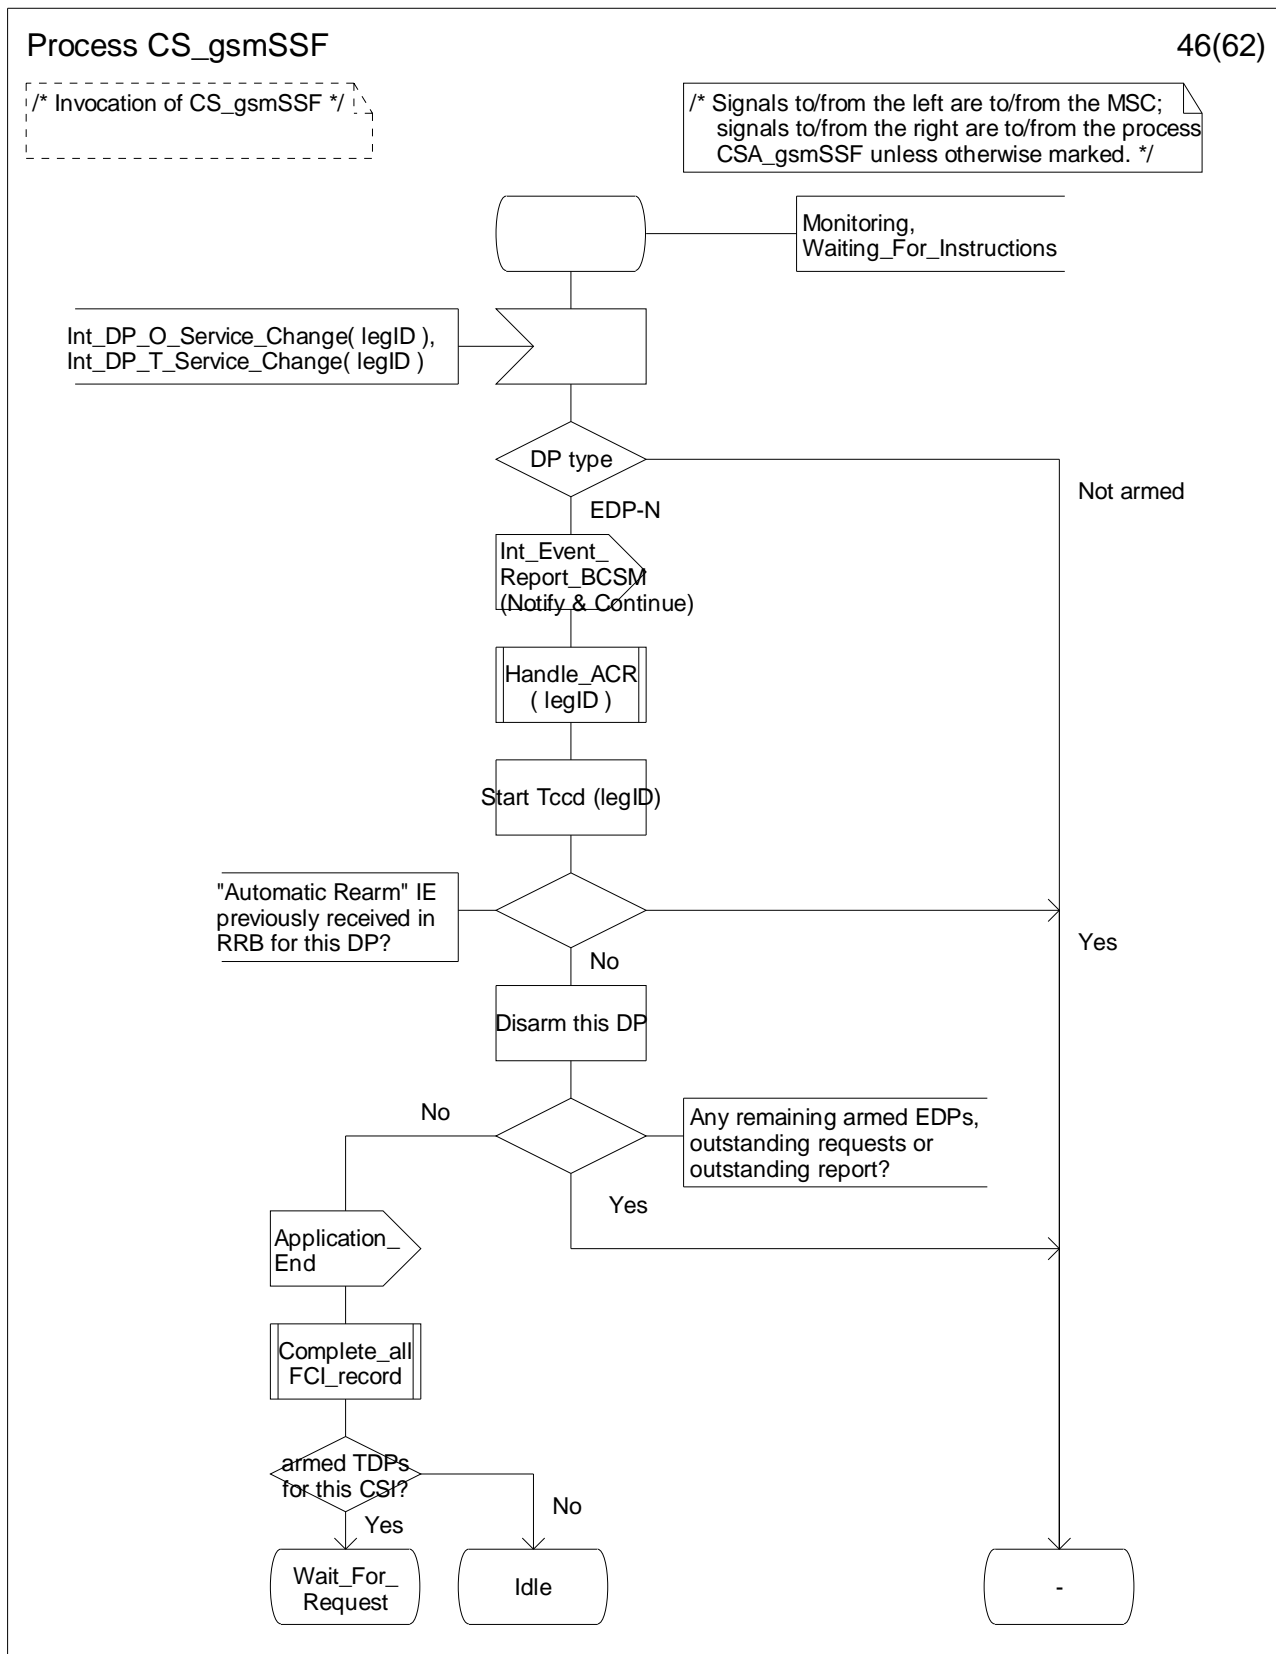 Process CS_gsmSSF
46(62)
/* Invocation of CS_gsmSSF */
/* Signals to/from the left are to/from the MSC;
signals to/from the right are to/from the process
CSA_gsmSSF unless otherwise marked. */
Monitoring,
Waiting_For_Instructions
Int_DP_O_Service_Change( legID ),
Int_DP_T_Service_Change( legID )
DP type
Not armed
EDP-N
Int_Event_
Report_BCSM
(Notify & Continue)
Handle_ACR
( legID )
Start Tccd (legID)
"Automatic Rearm" IE
previously received in
RRB for this DP?
Yes
No
Disarm this DP
No
Any remaining armed EDPs,
outstanding requests or
outstanding report?
Yes
Application_
End
Complete_all
FCI_record
armed TDPs
for this CSI?
No
Yes
Wait_For_
Request
Idle
-